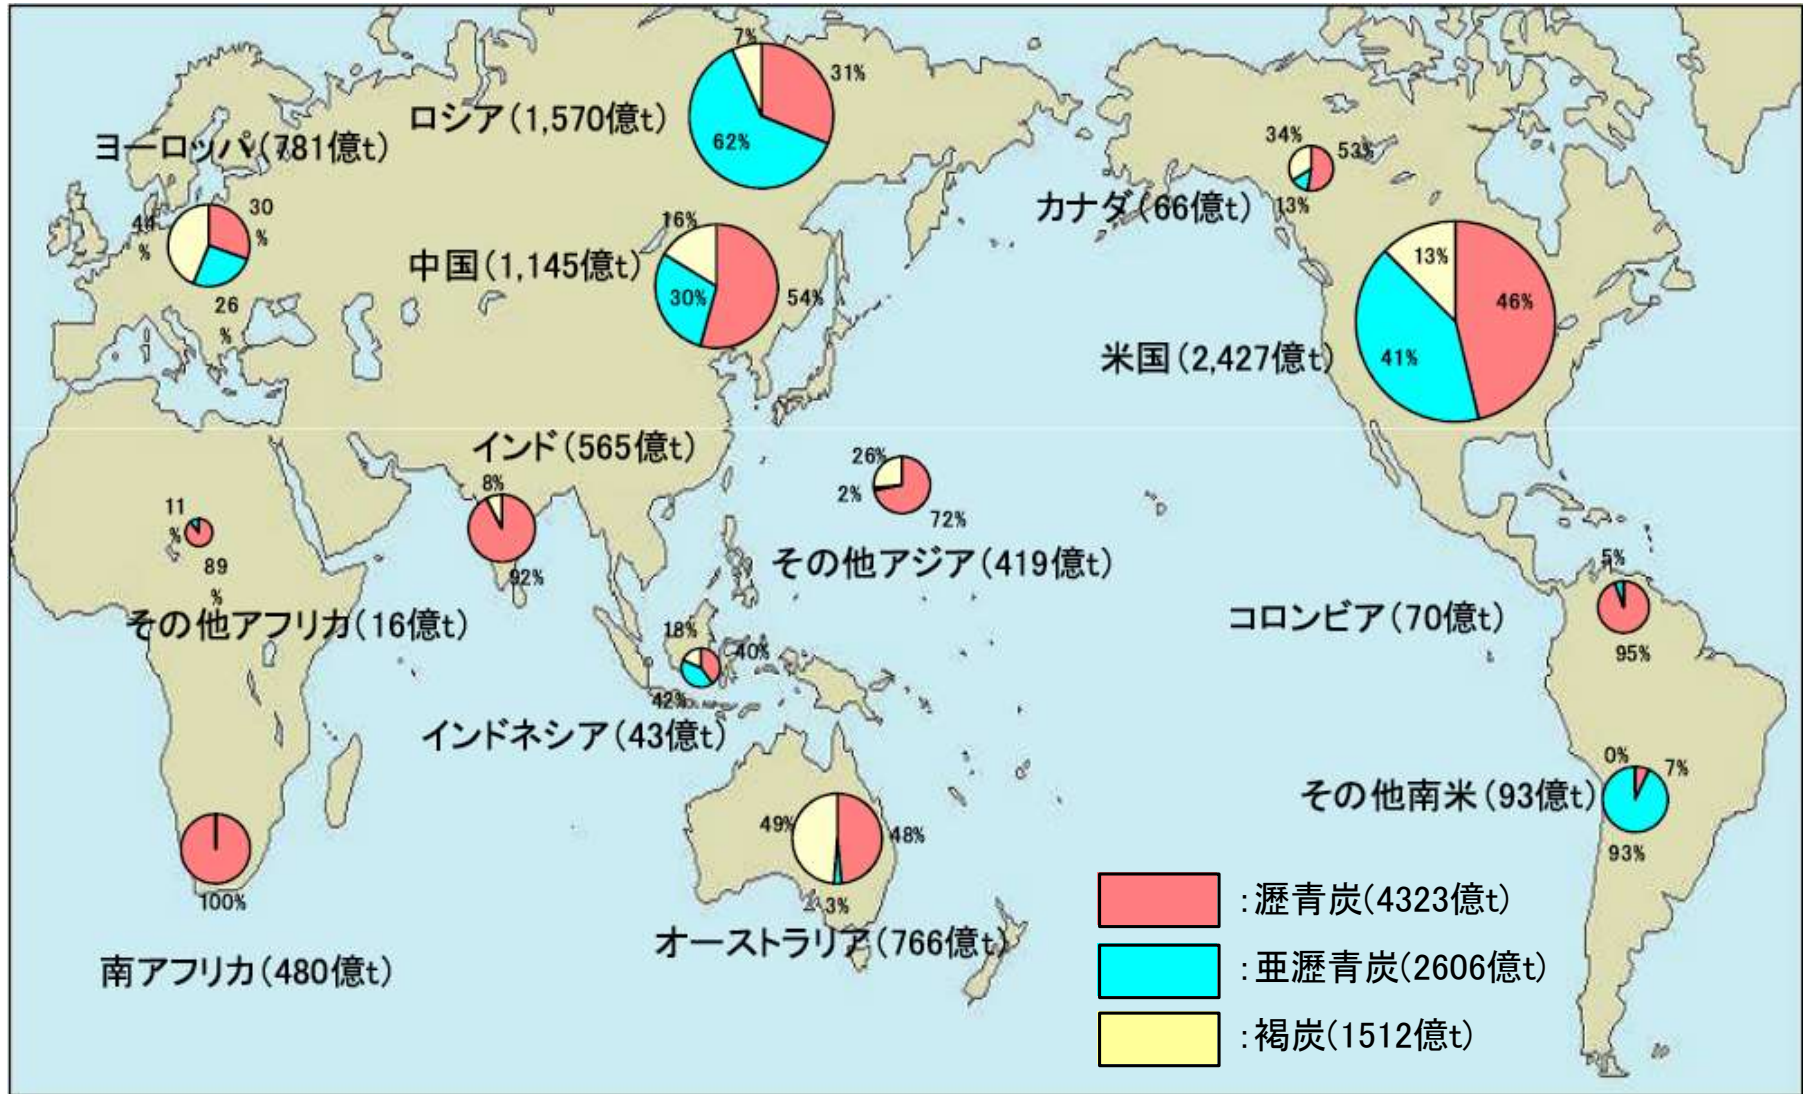 7%
31%
62%
ロシア(1,570億t)
ヨーロッパ(781億t)
44
%
30
%
26
%
16%
54%
30%
中国(1,145億t)
34%
53%
13%
カナダ(66億t)
13%
46%
41%
米国(2,427億t)
インド(565億t)
8%
92%
26%
2%
72%
その他アジア(419億t)
11
%
89
%
その他アフリカ(16億t)
18%
40%
42%
インドネシア(43億t)
5%
95%
コロンビア(70億t)
0%
7%
93%
その他南米(93億t)
49%
48%
3%
オーストラリア(766億t)
100%
南アフリカ(480億t)
:瀝青炭(4323億t)
:亜瀝青炭(2606億t)
:褐炭(1512億t)